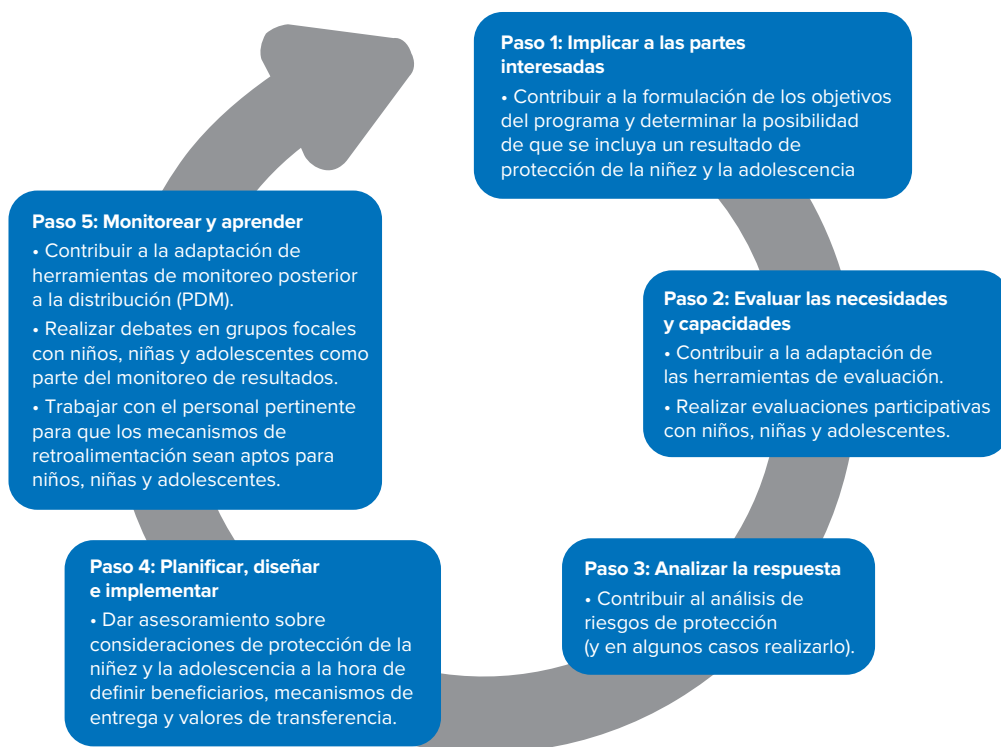 Paso 1: Implicar a las partes
interesadas
• Contribuir a la formulación de los objetivos
del programa y determinar la posibilidad
de que se incluya un resultado de
protección de la niñez y la adolescencia
Paso 2: Evaluar las necesidades
y capacidades
• Contribuir a la adaptación de
las herramientas de evaluación.
• Realizar evaluaciones participativas
con niños, niñas y adolescentes.
Paso 3: Analizar la respuesta
• Contribuir al análisis de
riesgos de protección
(y en algunos casos realizarlo).
Paso 4: Planificar, diseñar
e implementar
• Dar asesoramiento sobre
consideraciones de protección de la
niñez y la adolescencia a la hora de
definir beneficiarios, mecanismos de
entrega y valores de transferencia.
Paso 5: Monitorear y aprender
• Contribuir a la adaptación de
herramientas de monitoreo posterior
a la distribución (PDM).
• Realizar debates en grupos focales
con niños, niñas y adolescentes como
parte del monitoreo de resultados.
• Trabajar con el personal pertinente
para que los mecanismos de
retroalimentación sean aptos para
niños, niñas y adolescentes.